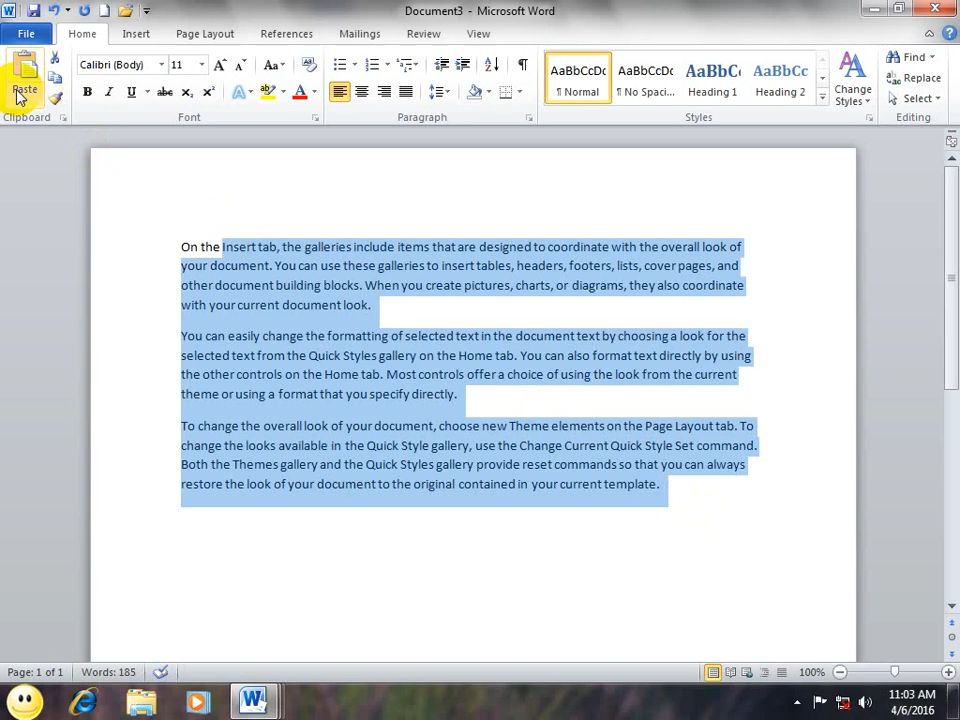 Document3 - Microsoft Word
File Home Insert Page Layout References Mailings Review View
Paste
Calibri (Body) 11
Aa
B I U abc X₂ X² A ab A
AaBbCcDc AaBbCcDc AaBbC AaBbCc
¶ Normal ¶ No Spaci... Heading 1 Heading 2
Change Styles
Find
Replace
Select
Clipboard Font Paragraph Styles Editing
On the Insert tab, the galleries include items that are designed to coordinate with the overall look of
your document. You can use these galleries to insert tables, headers, footers, lists, cover pages, and
other document building blocks. When you create pictures, charts, or diagrams, they also coordinate
with your current document look.
You can easily change the formatting of selected text in the document text by choosing a look for the
selected text from the Quick Styles gallery on the Home tab. You can also format text directly by using
the other controls on the Home tab. Most controls offer a choice of using the look from the current
theme or using a format that you specify directly.
To change the overall look of your document, choose new Theme elements on the Page Layout tab. To
change the looks available in the Quick Style gallery, use the Change Current Quick Style Set command.
Both the Themes gallery and the Quick Styles gallery provide reset commands so that you can always
restore the look of your document to the original contained in your current template.
Page: 1 of 1 Words: 185 100%
11:03 AM
4/6/2016